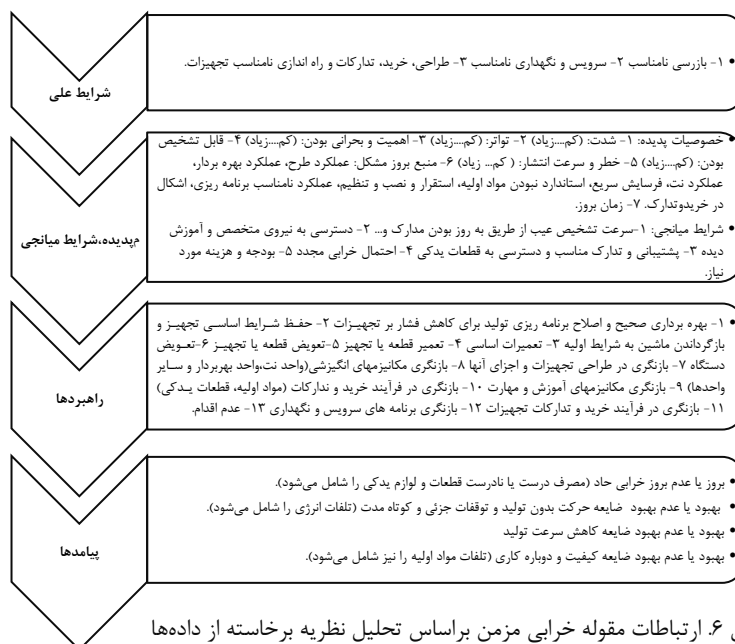 شرایط علی
• ۱- بازرسی نامناسب ۲- سرویس و نگهداری نامناسب ۳- طراحی، خرید، تدارکات و راه اندازی نامناسب تجهیزات.
مپدیده،شرایط میانجی
• خصوصیات پدیده: ۱- شدت: (کم....زیاد) ۲- تواتر: (کم....زیاد) ۳- اهمیت و بحرانی بودن: (کم....زیاد) ۴- قابل تشخیص
بودن: (کم....زیاد) ۵- خطر و سرعت انتشار: ( کم... زیاد) ۶- منبع بروز مشکل: عملکرد طرح، عملکرد بهره بردار،
عملکرد نت، فرسایش سریع، استاندارد نبودن مواد اولیه، استقرار و نصب و تنظیم، عملکرد نامناسب برنامه ریزی، اشکال
در خریدوتدارک. ۷- زمان بروز.
• شرایط میانجی: ۱-سرعت تشخیص عیب از طریق به روز بودن مدارک و... ۲- دسترسی به نیروی متخصص و آموزش
دیده ۳- پشتیبانی و تدارک مناسب و دسترسی به قطعات یدکی ۴- احتمال خرابی مجدد ۵- بودجه و هزینه مورد
نیاز.
راهبردها
• ۱- بهره برداری صحیح و اصلاح برنامه ریزی تولید برای کاهش فشار بر تجهیزات ۲- حفظ شرایط اساسی تجهیز و
بازگرداندن ماشین به شرایط اولیه ۳- تعمیرات اساسی ۴- تعمیر قطعه یا تجهیز ۵-تعویض قطعه یا تجهیز ۶-تعویض
دستگاه ۷- بازنگری در طراحی تجهیزات و اجزای آنها ۸- بازنگری مکانیزمهای انگیزشی(واحد نت،واحد بهربردار و سایر
واحدها) ۹- بازنگری مکانیزمهای آموزش و مهارت ۱۰- بازنگری در فرآیند خرید و تدارکات (مواد اولیه، قطعات یدکی)
۱۱- بازنگری در فرآیند خرید و تدارکات تجهیزات ۱۲- بازنگری برنامه های سرویس و نگهداری ۱۳- عدم اقدام.
پیامدها
• بروز یا عدم بروز خرابی حاد (مصرف درست یا نادرست قطعات و لوازم یدکی را شامل می‌شود).
• بهبود یا عدم بهبود ضایعه حرکت بدون تولید و توقفات جزئی و کوتاه مدت (تلفات انرژی را شامل می‌شود).
• بهبود یا عدم بهبود ضایعه کاهش سرعت تولید
• بهبود یا عدم بهبود ضایعه کیفیت و دوباره کاری (تلفات مواد اولیه را نیز شامل می‌شود).
۶. ارتباطات مقوله خرابی مزمن براساس تحلیل نظریه برخاسته از داده‌ها